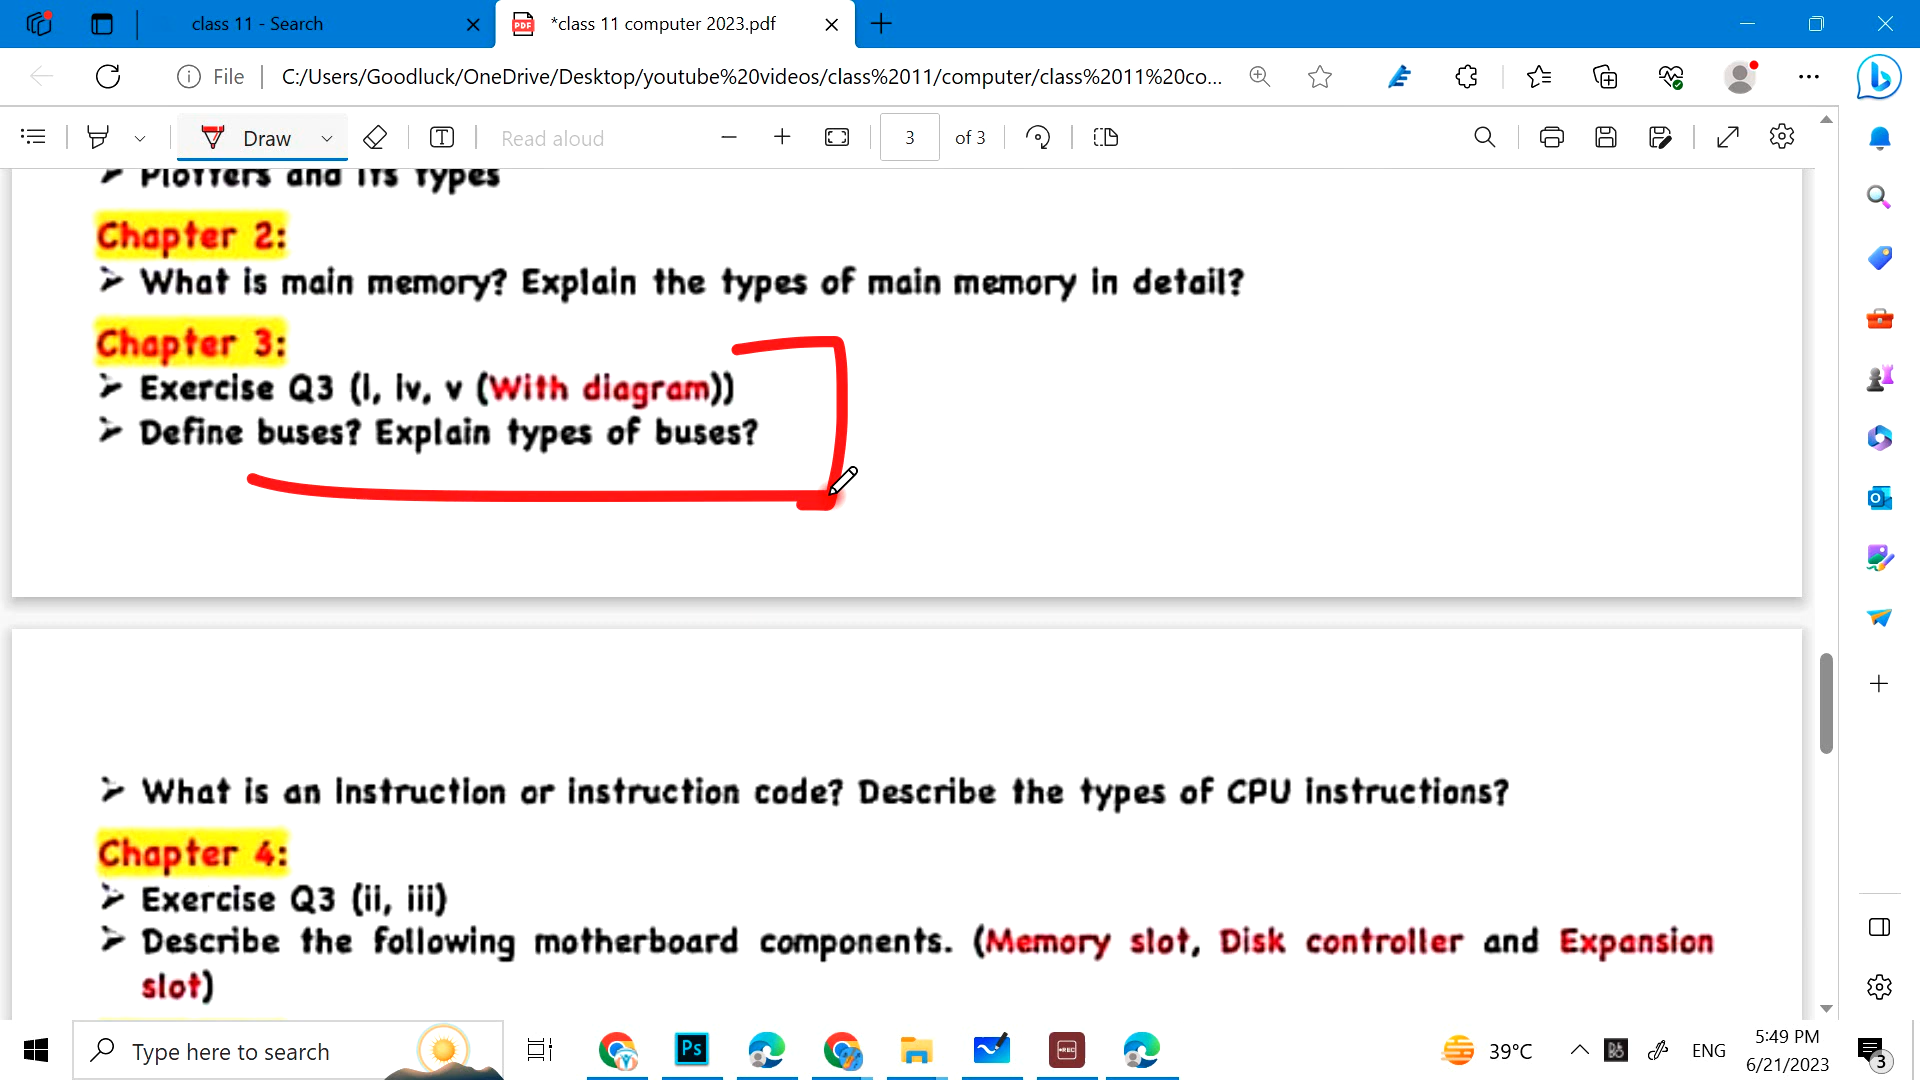 class 11 - Search
*class 11 computer 2023.pdf
File
C:/Users/Goodluck/OneDrive/Desktop/youtube%20videos/class%2011/computer/class%2011%20co...
Draw
Read aloud
3
of 3
Plotters and its types
Chapter 2:
➢ What is main memory? Explain the types of main memory in detail?
Chapter 3:
➢ Exercise Q3 (i, iv, v (With diagram))
➢ Define buses? Explain types of buses?
➢ What is an Instruction or instruction code? Describe the types of CPU instructions?
Chapter 4:
➢ Exercise Q3 (ii, iii)
➢ Describe the following motherboard components. (Memory slot, Disk controller and Expansion
slot)
Type here to search
Ps
REC
39°C
ENG
5:49 PM
6/21/2023
3